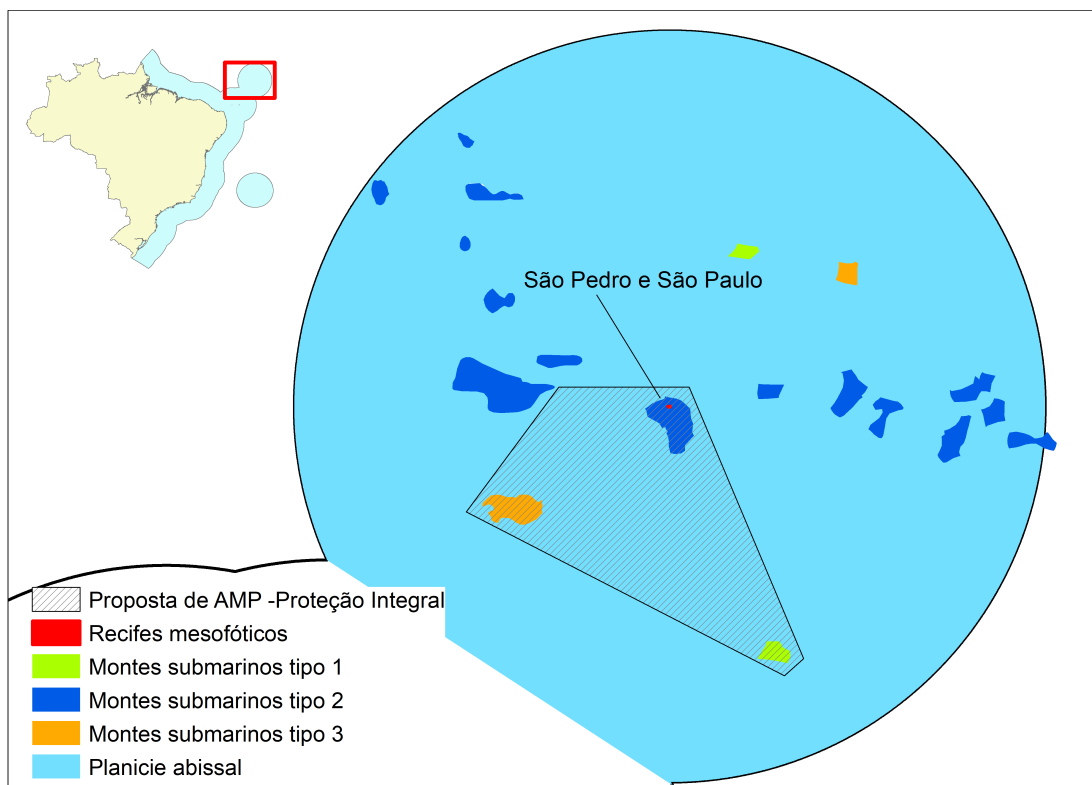 São Pedro e São Paulo
Proposta de AMP -Proteção Integral
Recifes mesofóticos
Montes submarinos tipo 1
Montes submarinos tipo 2
Montes submarinos tipo 3
Planicie abissal